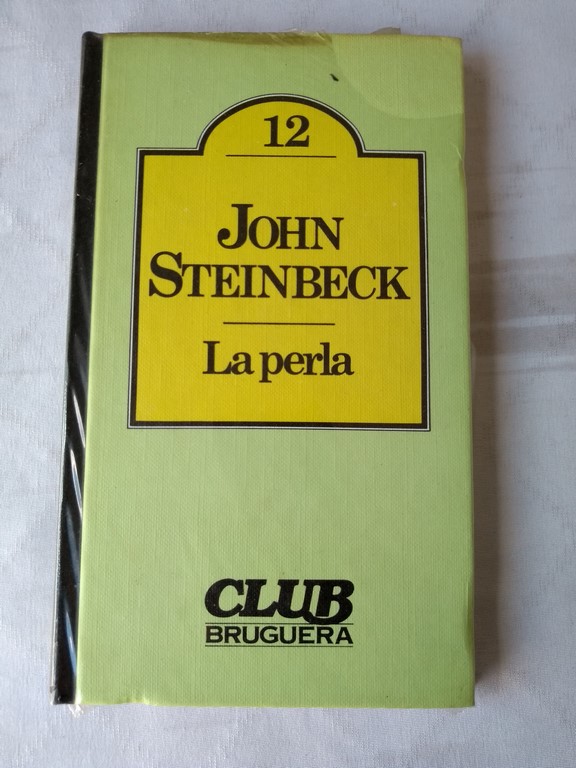 12
JOHN
STEINBECK
La perla
CLUB
BRUGUERA